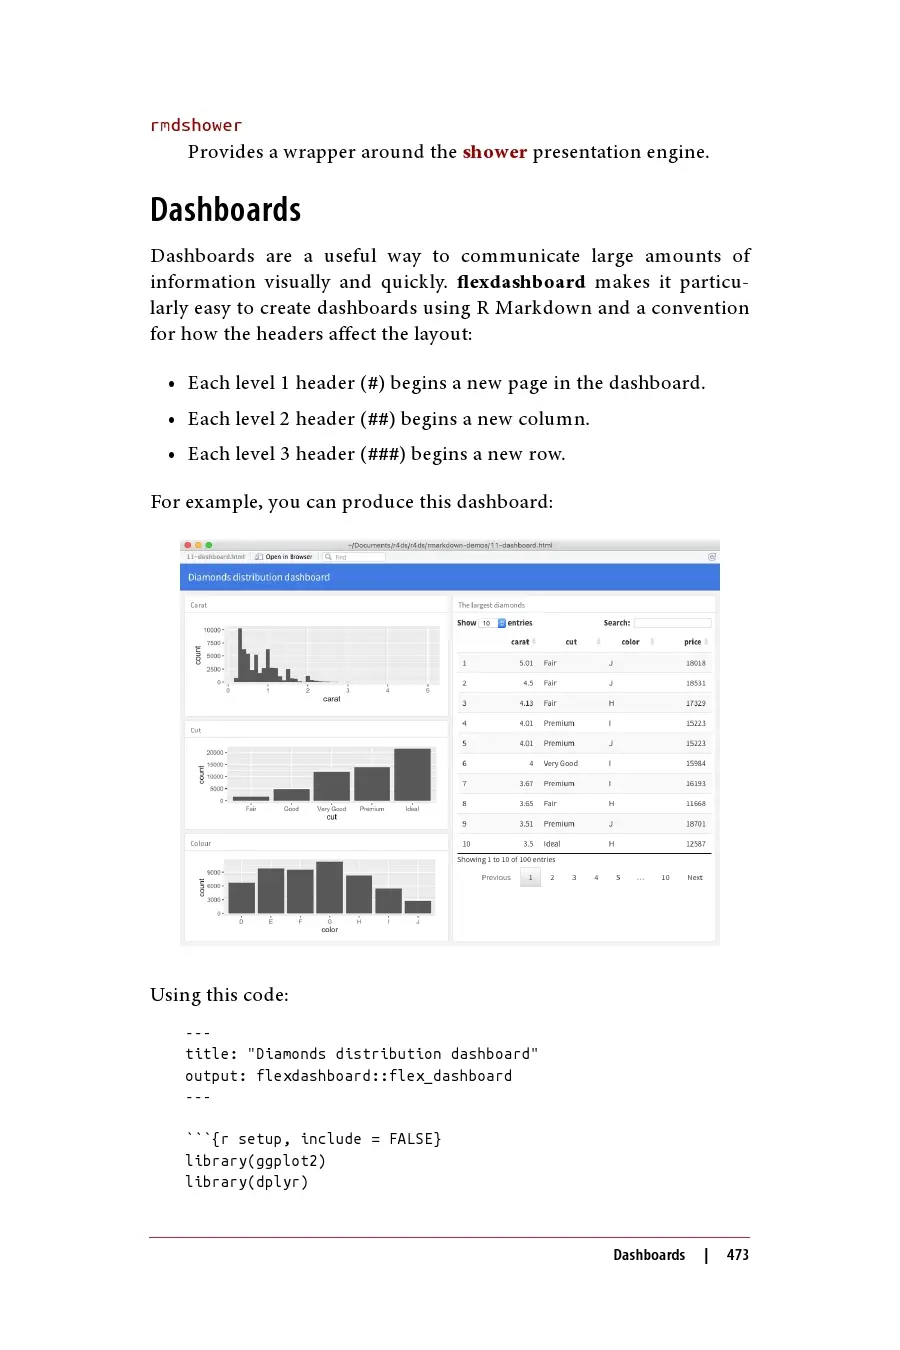 rmdshower
Provides a wrapper around the shower presentation engine.
Dashboards
Dashboards are a useful way to communicate large amounts of
information visually and quickly. flexdashboard makes it particu-
larly easy to create dashboards using R Markdown and a convention
for how the headers affect the layout:
• Each level 1 header (#) begins a new page in the dashboard.
• Each level 2 header (##) begins a new column.
• Each level 3 header (###) begins a new row.
For example, you can produce this dashboard:
~/Documents/r4ds/r4ds/rmarkdown-demos/11-dashboard.html
11-dashboard.html Open in Browser Find
Diamonds distribution dashboard
Carat
10000
7500
5000
2500
0
count
0 1 2 3 4 5
carat
Cut
20000
15000
10000
5000
0
count
Fair Good Very Good Premium Ideal
cut
Colour
9000
6000
3000
0
count
D E F G H I J
color
The largest diamonds
Show 10 entries Search:
carat cut color price
1 5.01 Fair J 18018
2 4.5 Fair J 18531
3 4.13 Fair H 17329
4 4.01 Premium I 15223
5 4.01 Premium J 15223
6 4 Very Good I 15984
7 3.67 Premium I 16193
8 3.65 Fair H 11668
9 3.51 Premium J 18701
10 3.5 Ideal H 12587
Showing 1 to 10 of 100 entries
Previous 1 2 3 4 5 … 10 Next
Using this code:
---
title: "Diamonds distribution dashboard"
output: flexdashboard::flex_dashboard
---
```{r setup, include = FALSE}
library(ggplot2)
library(dplyr)
Dashboards | 473